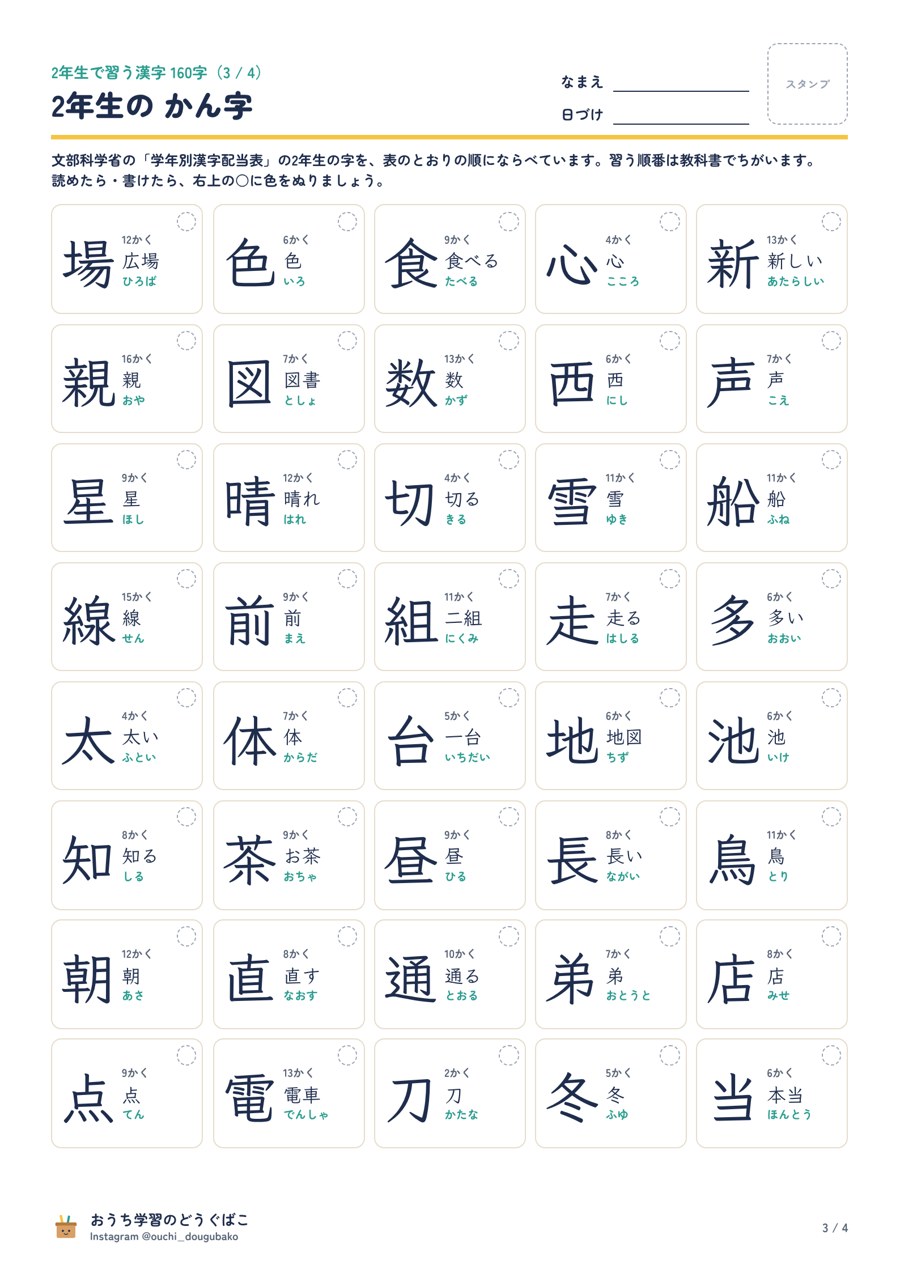 2年生で習う漢字 160字（3 / 4）
2年生の かん字
なまえ
日づけ
スタンプ
文部科学省の「学年別漢字配当表」の2年生の字を、表のとおりの順にならべています。習う順番は教科書でちがいます。
読めたら・書けたら、右上の○に色をぬりましょう。
場 12かく 広場 ひろば
色 6かく 色 いろ
食 9かく 食べる たべる
心 4かく 心 こころ
新 13かく 新しい あたらしい
親 16かく 親 おや
図 7かく 図書 としょ
数 13かく 数 かず
西 6かく 西 にし
声 7かく 声 こえ
星 9かく 星 ほし
晴 12かく 晴れ はれ
切 4かく 切る きる
雪 11かく 雪 ゆき
船 11かく 船 ふね
線 15かく 線 せん
前 9かく 前 まえ
組 11かく 二組 にくみ
走 7かく 走る はしる
多 6かく 多い おおい
太 4かく 太い ふとい
体 7かく 体 からだ
台 5かく 一台 いちだい
地 6かく 地図 ちず
池 6かく 池 いけ
知 8かく 知る しる
茶 9かく お茶 おちゃ
昼 9かく 昼 ひる
長 8かく 長い ながい
鳥 11かく 鳥 とり
朝 12かく 朝 あさ
直 8かく 直す なおす
通 10かく 通る とおる
弟 7かく 弟 おとうと
店 8かく 店 みせ
点 9かく 点 てん
電 13かく 電車 でんしゃ
刀 2かく 刀 かたな
冬 5かく 冬 ふゆ
当 6かく 本当 ほんとう
おうち学習のどうぐばこ
Instagram @ouchi_dougubako
3 / 4